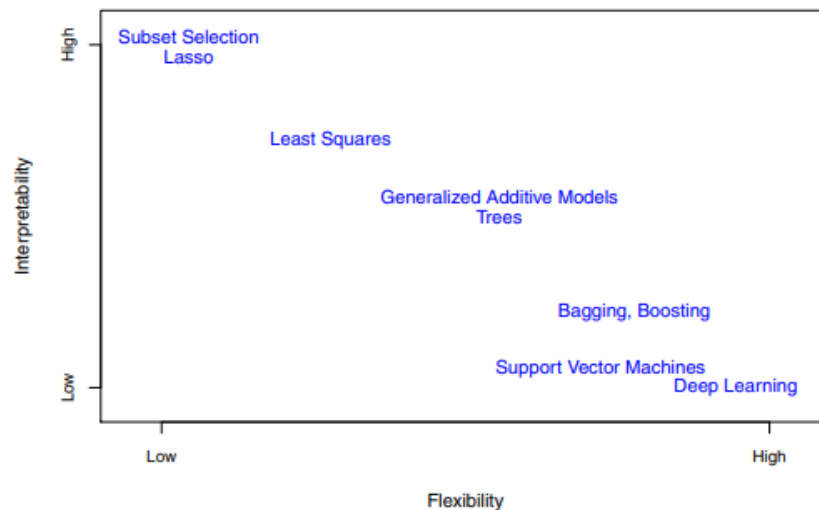 High
Subset Selection
Lasso
Least Squares
Generalized Additive Models
Trees
Interpretability
Bagging, Boosting
Support Vector Machines
Deep Learning
Low
Low
High
Flexibility